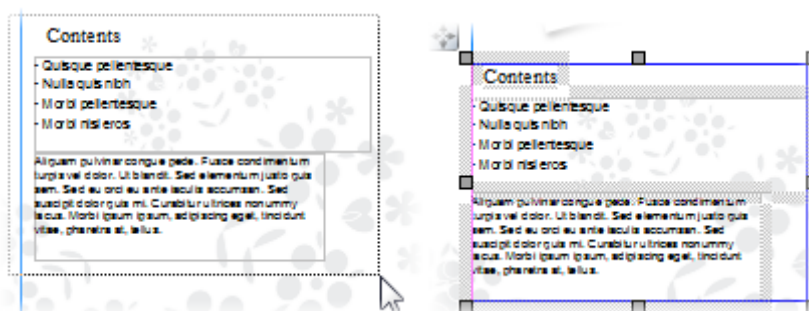 Contents
- Quisque pellentesque
- Nulla quis nibh
- Morbi pellentesque
- Morbi nisl eros
Aliquam pulvinar congue pede. Fusce condimentum
turpis vel dolor. Ut blandit. Sed elementum justo quis
sem. Sed eu orci eu ante iaculis accumsan. Sed
suscipit dolor quis mi. Curabitur ultrices nonummy
lacus. Morbi ipsum ipsum, adipiscing eget, tincidunt
vitae, pharetra at, tellus.
Contents
- Quisque pellentesque
- Nulla quis nibh
- Morbi pellentesque
- Morbi nisl eros
Aliquam pulvinar congue pede. Fusce condimentum
turpis vel dolor. Ut blandit. Sed elementum justo quis
sem. Sed eu orci eu ante iaculis accumsan. Sed
suscipit dolor quis mi. Curabitur ultrices nonummy
lacus. Morbi ipsum ipsum, adipiscing eget, tincidunt
vitae, pharetra at, tellus.